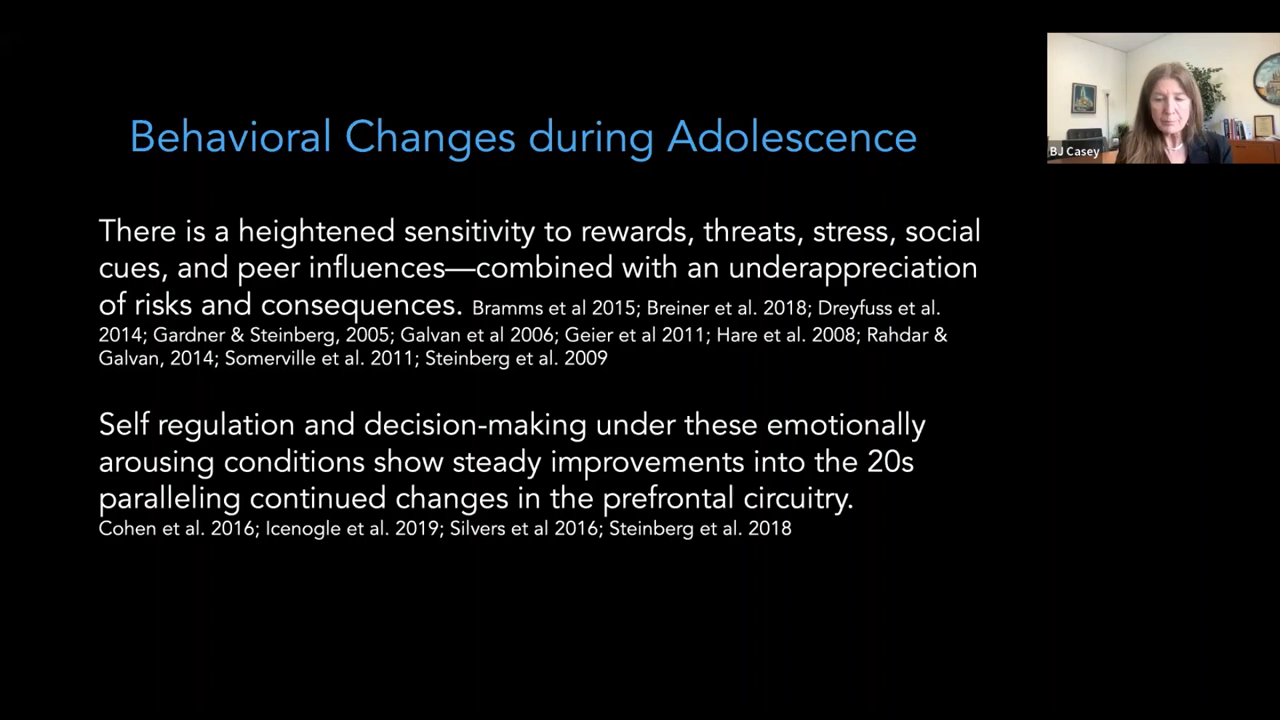 Behavioral Changes during Adolescence
There is a heightened sensitivity to rewards, threats, stress, social
cues, and peer influences—combined with an underappreciation
of risks and consequences. Bramms et al 2015; Breiner et al. 2018; Dreyfuss et al.
2014; Gardner & Steinberg, 2005; Galvan et al 2006; Geier et al 2011; Hare et al. 2008; Rahdar &
Galvan, 2014; Somerville et al. 2011; Steinberg et al. 2009
Self regulation and decision-making under these emotionally
arousing conditions show steady improvements into the 20s
paralleling continued changes in the prefrontal circuitry.
Cohen et al. 2016; Icenogle et al. 2019; Silvers et al 2016; Steinberg et al. 2018
BJ Casey